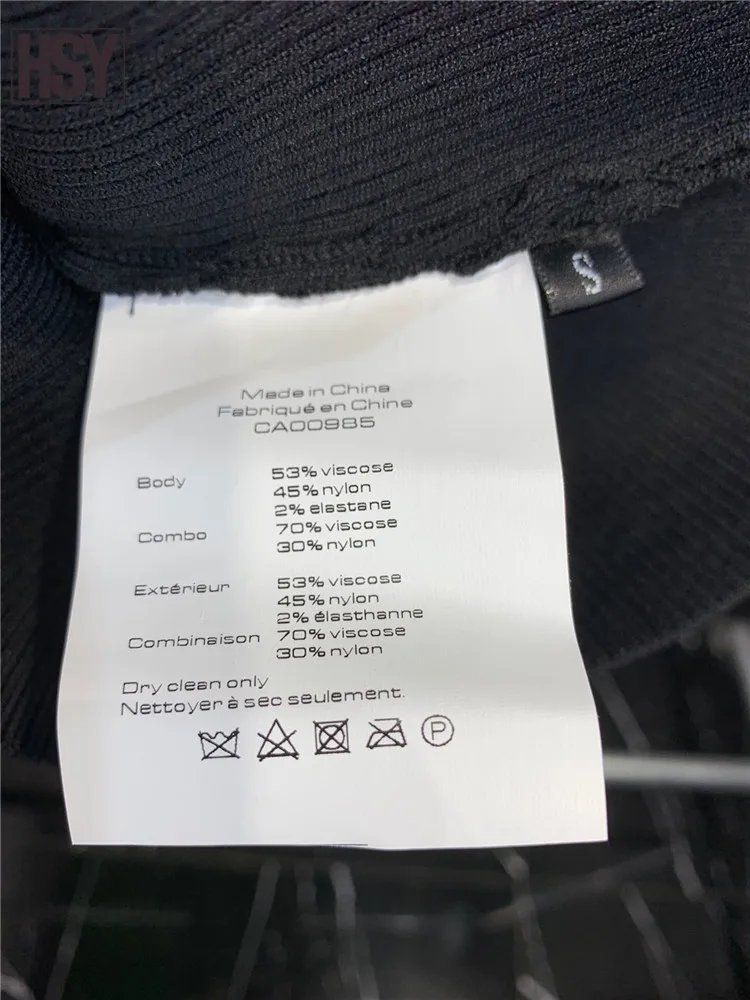 HSY
S
Made in China
Fabriqué en Chine
CA00985
Body 53% viscose
45% nylon
2% elastane
Combo 70% viscose
30% nylon
Extérieur 53% viscose
45% nylon
2% élasthanne
Combinaison 70% viscose
30% nylon
Dry clean only
Nettoyer à sec seulement.
P